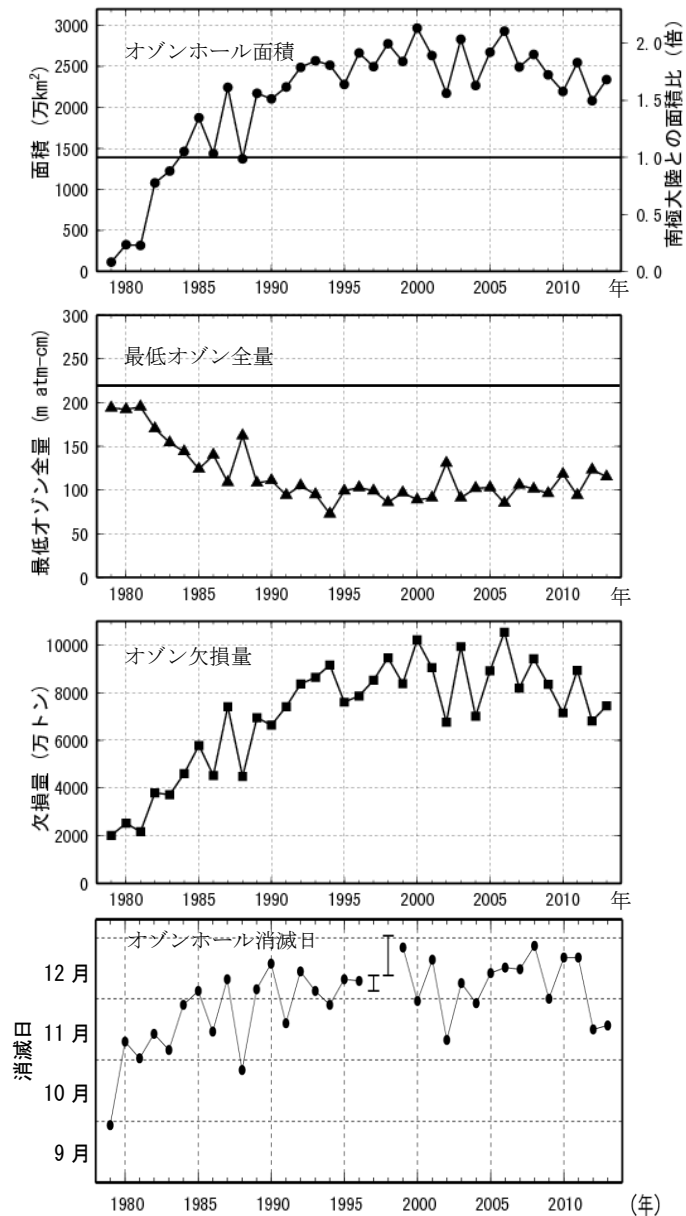 オゾンホール面積
面積 (万km²)
3000
2500
2000
1500
1000
500
0
2.0
1.5
1.0
0.5
0.0
南極大陸との面積比 (倍)
1980 1985 1990 1995 2000 2005 2010 年
最低オゾン全量
最低オゾン全量 (m atm-cm)
300
250
200
150
100
50
0
1980 1985 1990 1995 2000 2005 2010 年
オゾン欠損量
欠損量 (万トン)
10000
8000
6000
4000
2000
0
1980 1985 1990 1995 2000 2005 2010 年
オゾンホール消滅日
消滅日
12月
11月
10月
9月
1980 1985 1990 1995 2000 2005 2010 (年)